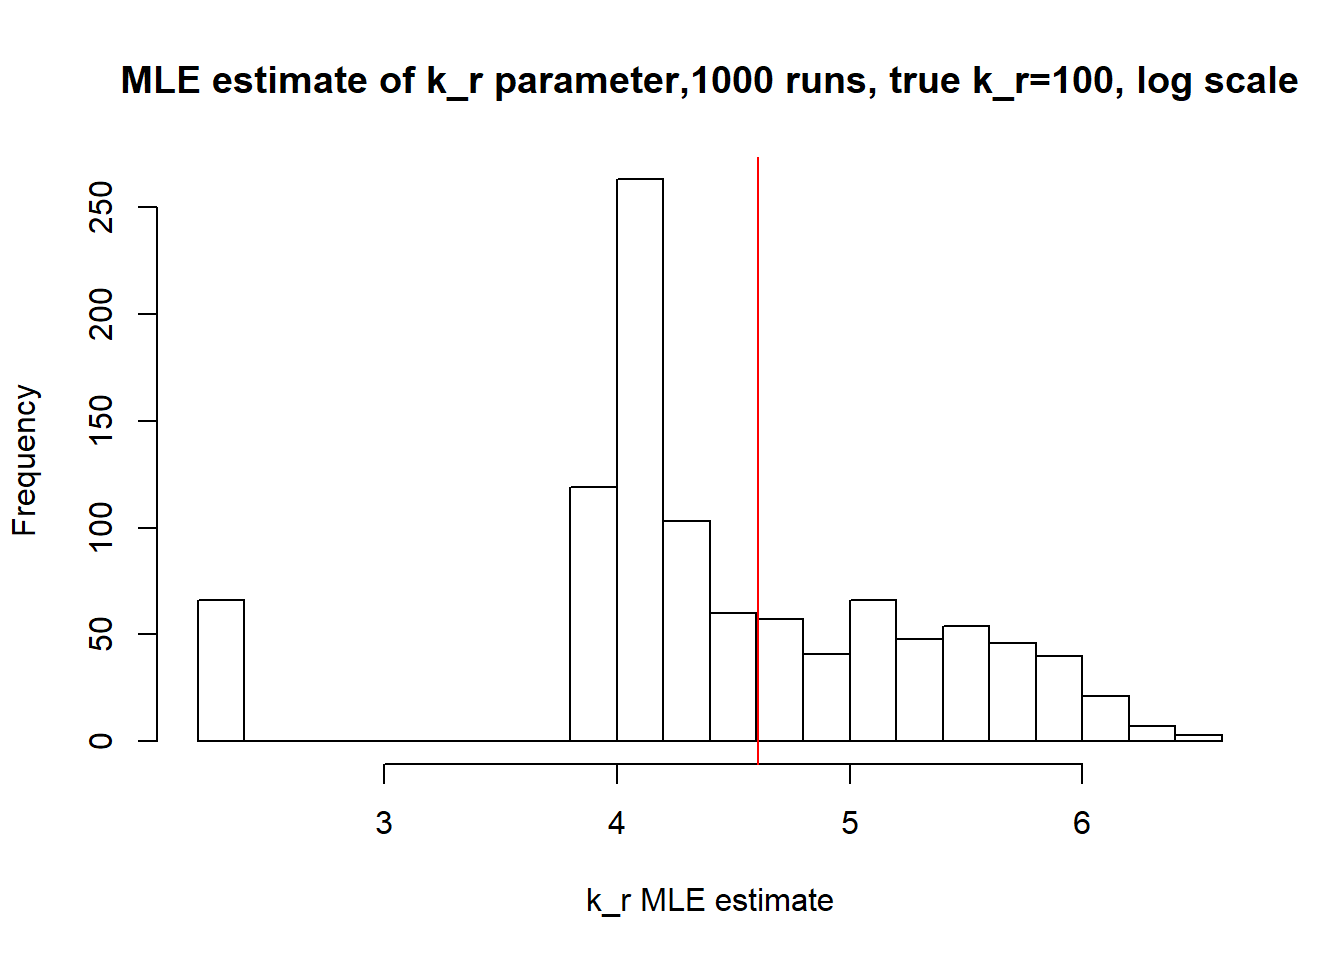 MLE estimate of k_r parameter,1000 runs, true k_r=100, log scale
250
200
150
100
50
0
Frequency
3 4 5 6
k_r MLE estimate